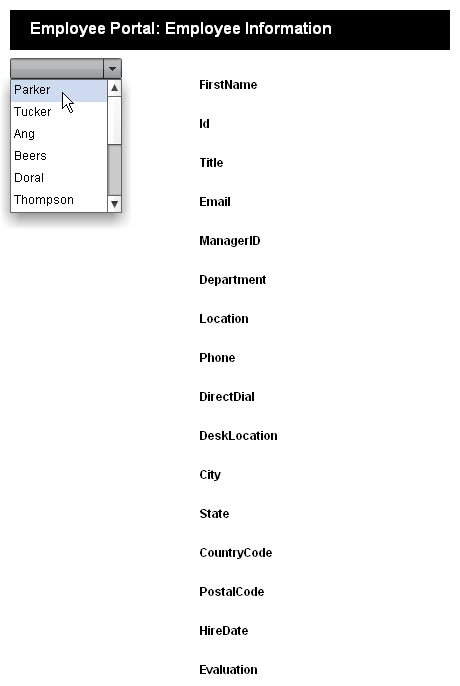 Employee Portal: Employee Information
Parker
Tucker
Ang
Beers
Doral
Thompson
FirstName
Id
Title
Email
ManagerID
Department
Location
Phone
DirectDial
DeskLocation
City
State
CountryCode
PostalCode
HireDate
Evaluation